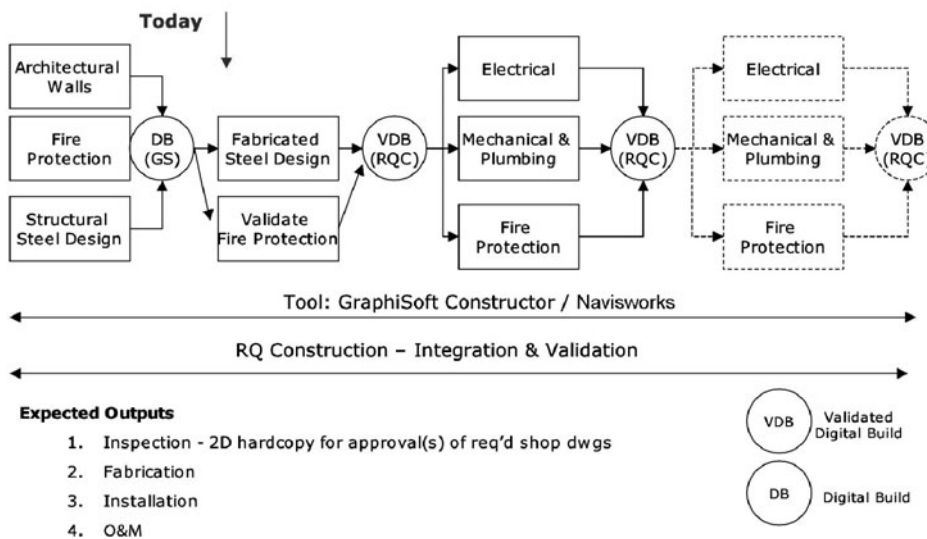 Today
Architectural
Walls
Fire
Protection
Structural
Steel Design
DB
(GS)
Fabricated
Steel Design
Validate
Fire Protection
VDB
(RQC)
Electrical
Mechanical &
Plumbing
Fire
Protection
VDB
(RQC)
Electrical
Mechanical &
Plumbing
Fire
Protection
VDB
(RQC)
Tool: GraphiSoft Constructor / Navisworks
RQ Construction – Integration & Validation
Expected Outputs
1. Inspection - 2D hardcopy for approval(s) of req'd shop dwgs
2. Fabrication
3. Installation
4. O&M
VDB
Validated
Digital Build
DB
Digital Build